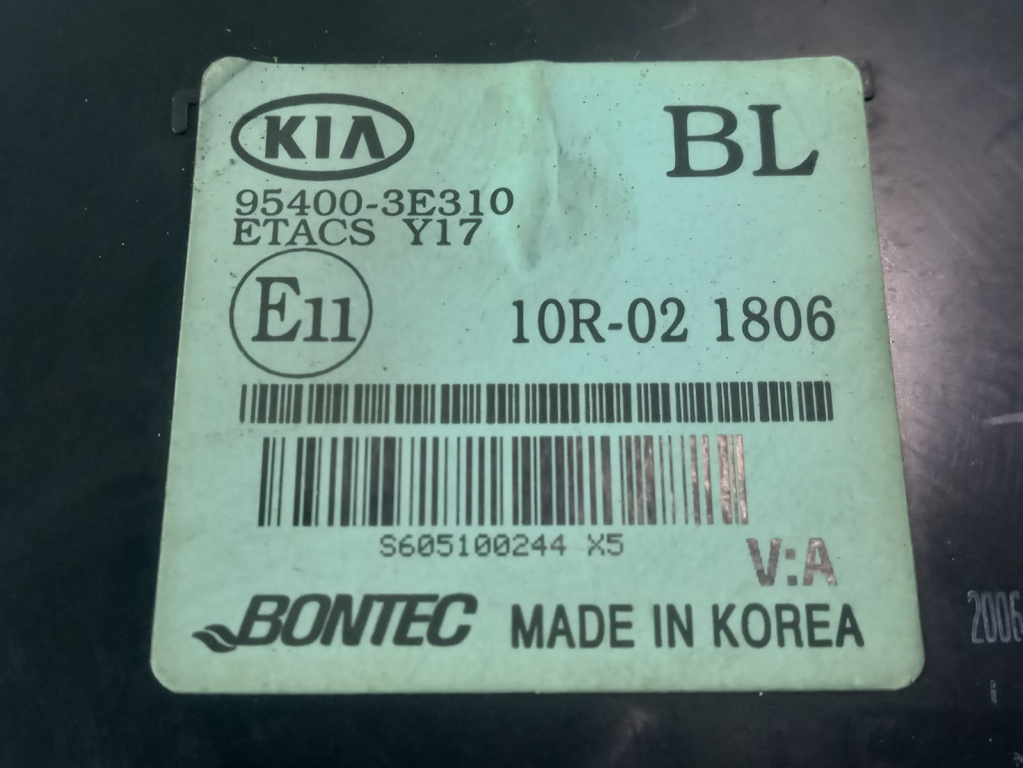 KIA
BL
95400-3E310
ETACS Y17
E11
10R-02 1806
S605100244 X5
V:A
BONTEC MADE IN KOREA
2006